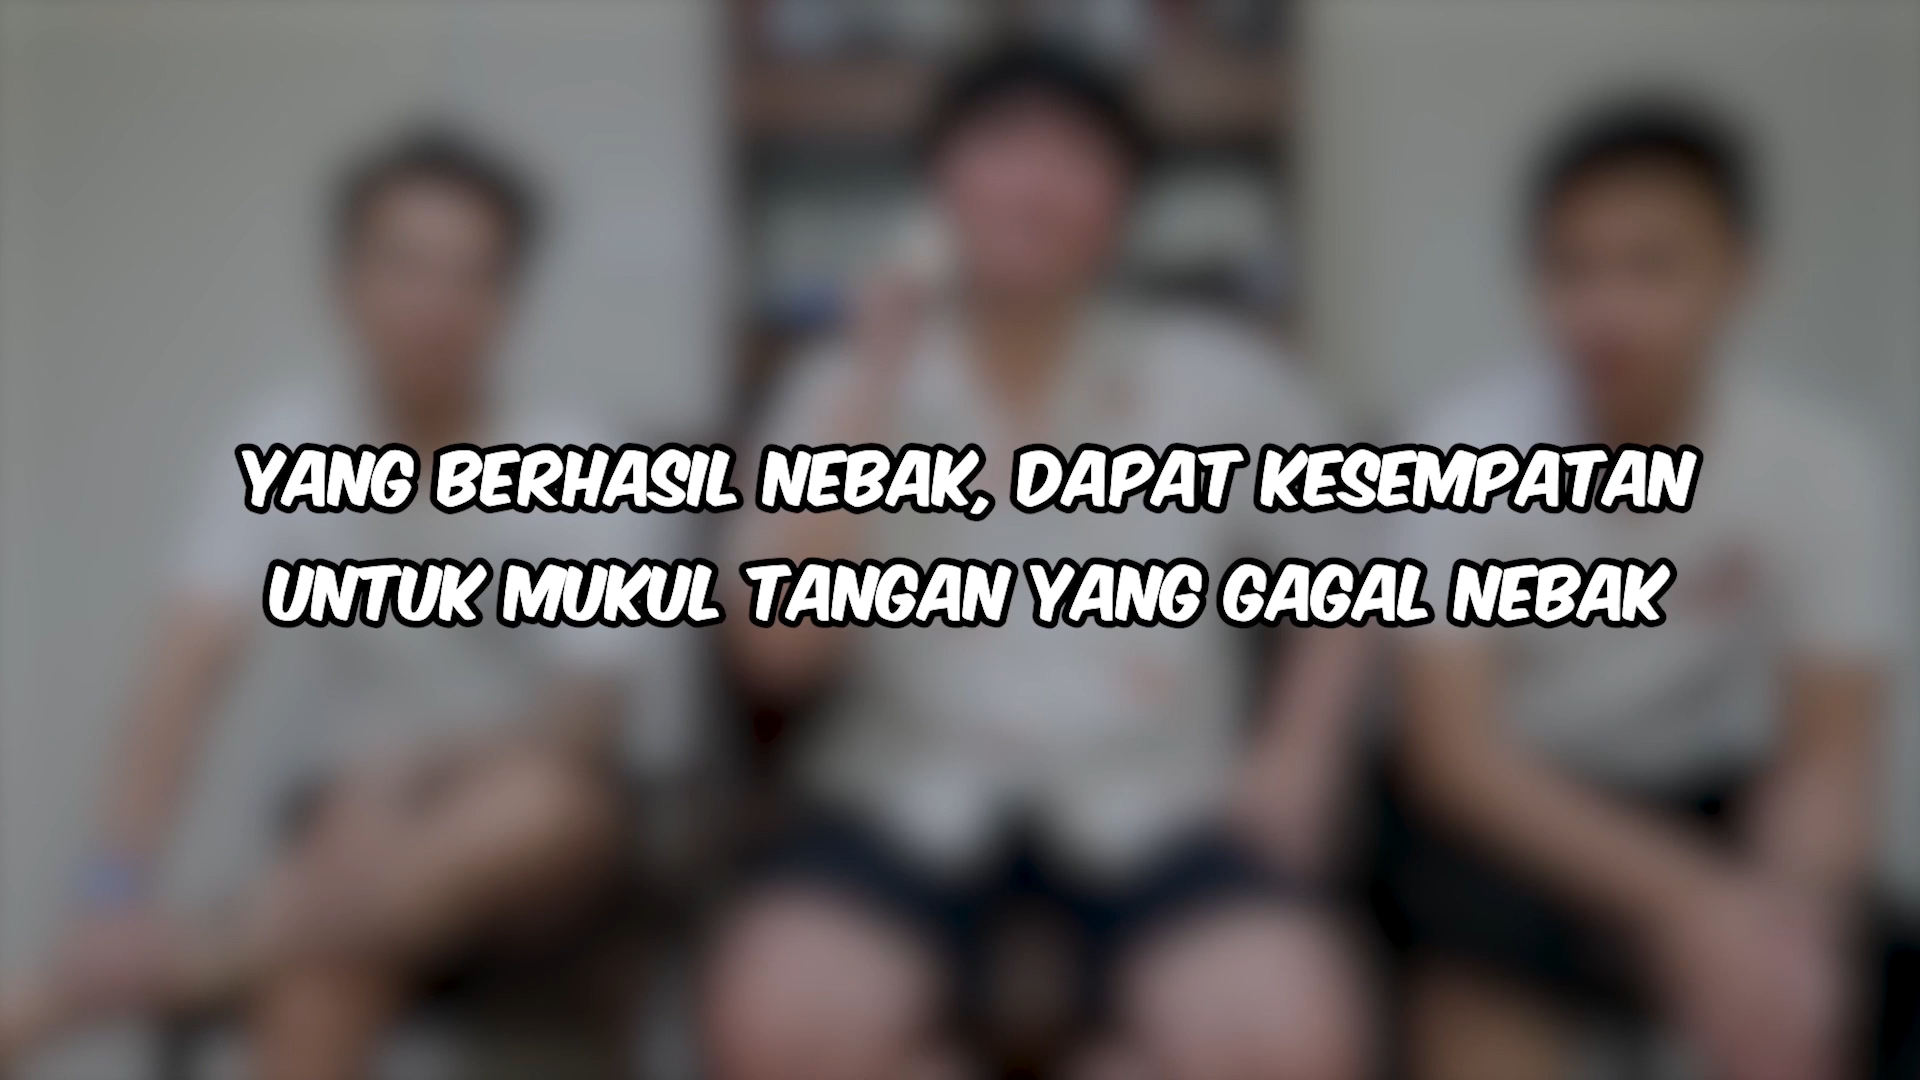 YANG BERHASIL NEBAK, DAPAT KESEMPATAN
UNTUK MUKUL TANGAN YANG GAGAL NEBAK